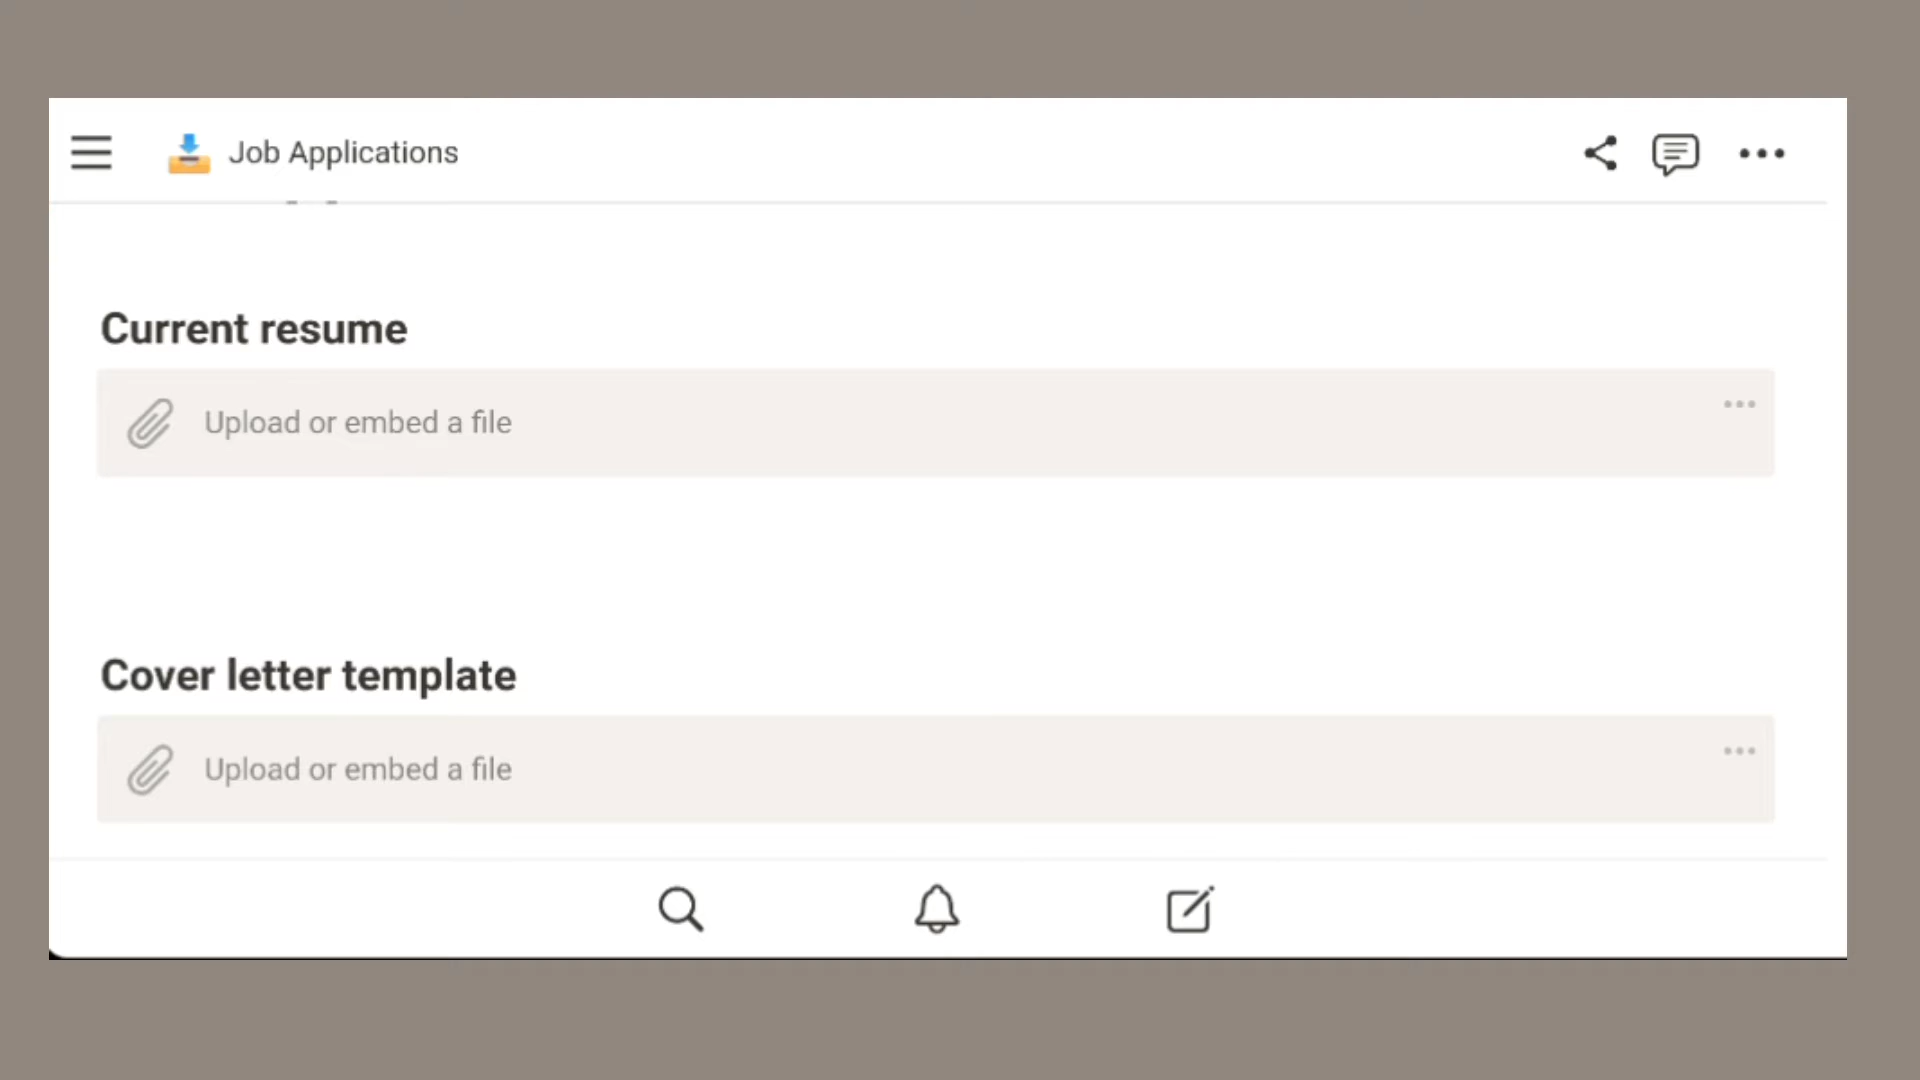 Job Applications
Current resume
Upload or embed a file
Cover letter template
Upload or embed a file